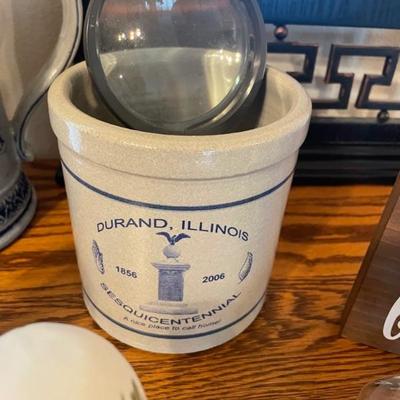 DURAND, ILLINOIS
1856 2006
SESQUICENTENNIAL
A nice place to call home!